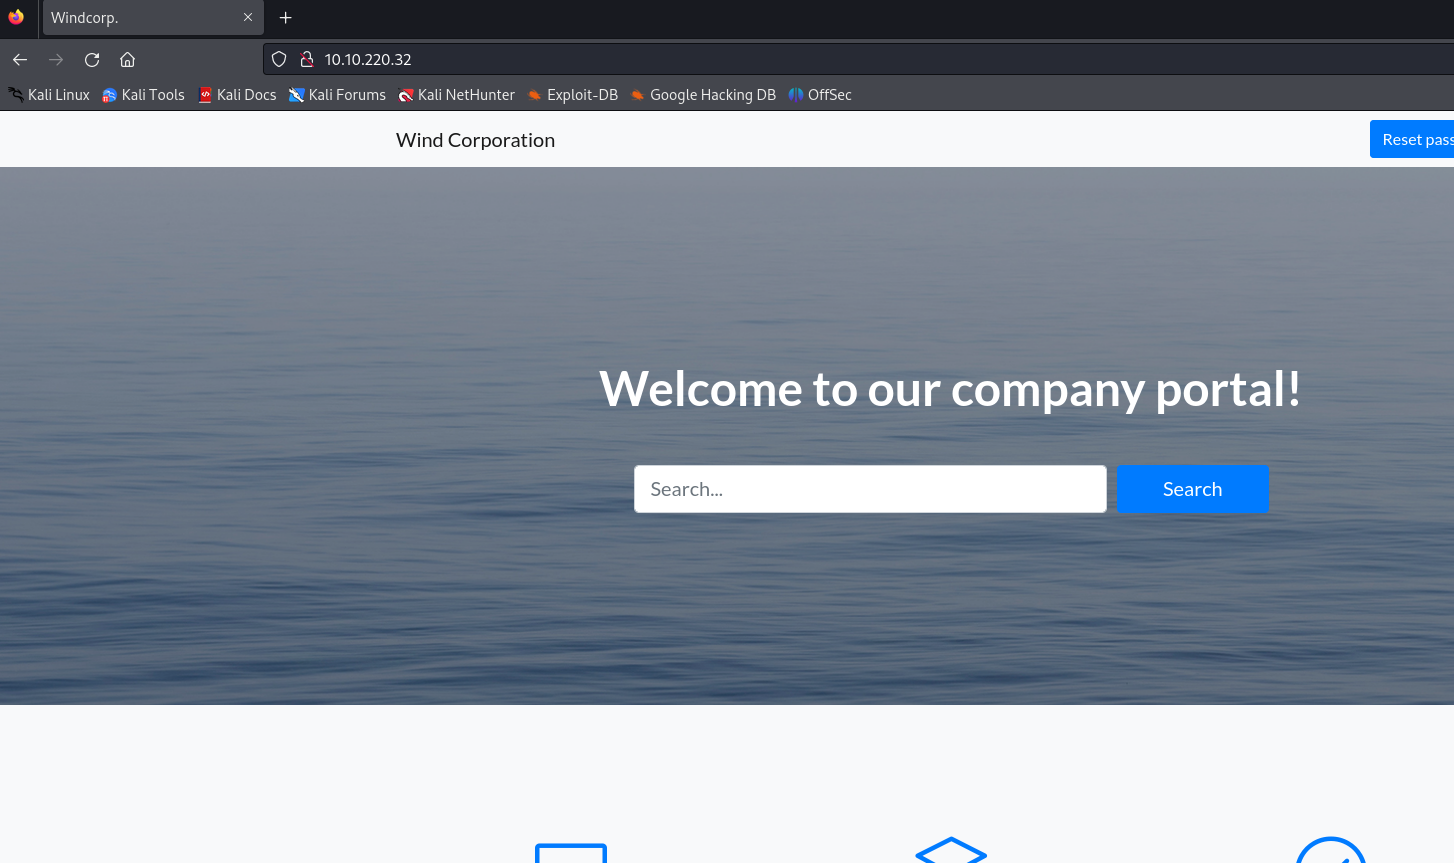 Windcorp.
10.10.220.32
Kali Linux Kali Tools Kali Docs Kali Forums Kali NetHunter Exploit-DB Google Hacking DB OffSec
Wind Corporation
Reset pass
Welcome to our company portal!
Search...
Search